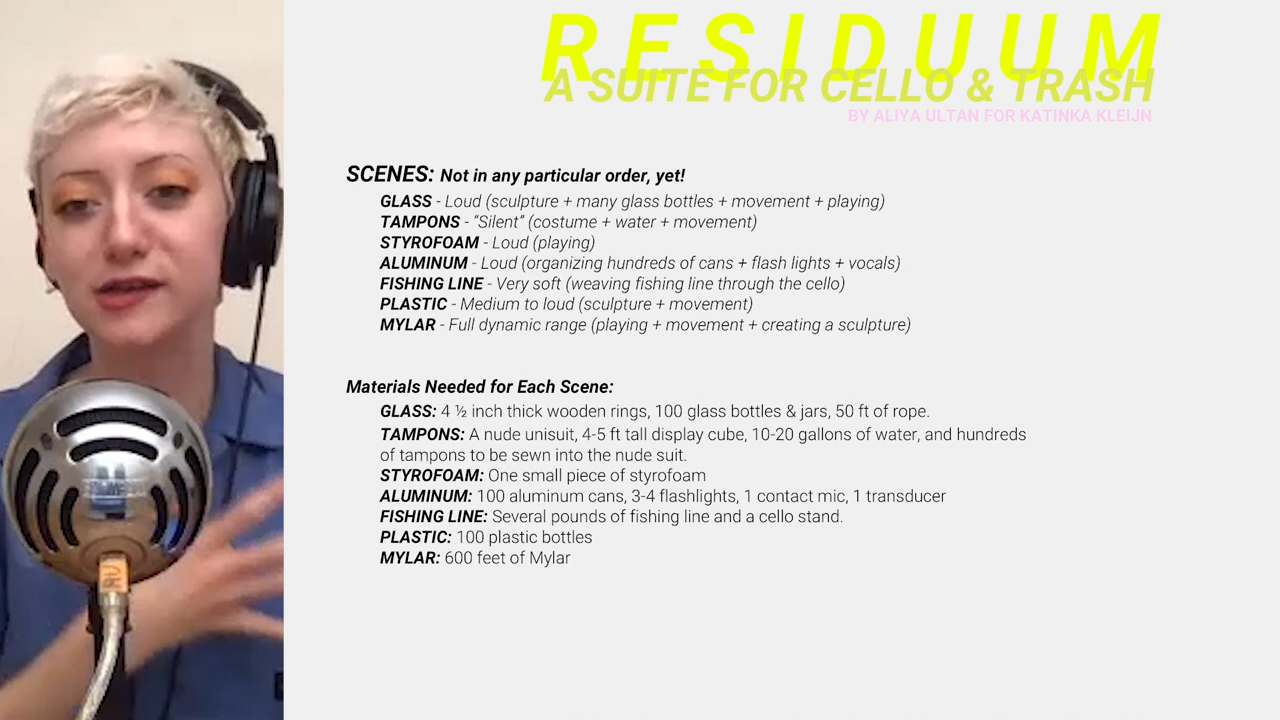 RESIDUUM
A SUITE FOR CELLO & TRASH
BY ALIYA ULTAN FOR KATINKA KLEIJN
SCENES: Not in any particular order, yet!
GLASS - Loud (sculpture + many glass bottles + movement + playing)
TAMPONS - "Silent" (costume + water + movement)
STYROFOAM - Loud (playing)
ALUMINUM - Loud (organizing hundreds of cans + flash lights + vocals)
FISHING LINE - Very soft (weaving fishing line through the cello)
PLASTIC - Medium to loud (sculpture + movement)
MYLAR - Full dynamic range (playing + movement + creating a sculpture)
Materials Needed for Each Scene:
GLASS: 4 ½ inch thick wooden rings, 100 glass bottles & jars, 50 ft of rope.
TAMPONS: A nude unisuit, 4-5 ft tall display cube, 10-20 gallons of water, and hundreds
of tampons to be sewn into the nude suit.
STYROFOAM: One small piece of styrofoam
ALUMINUM: 100 aluminum cans, 3-4 flashlights, 1 contact mic, 1 transducer
FISHING LINE: Several pounds of fishing line and a cello stand.
PLASTIC: 100 plastic bottles
MYLAR: 600 feet of Mylar